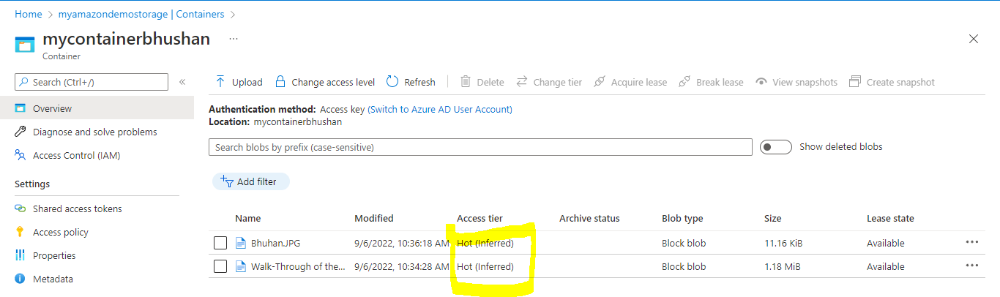 Home > myamazondemostorage | Containers >
mycontainerbhushan ...
Container
Search (Ctrl+/) «
Upload Change access level Refresh Delete Change tier Acquire lease Break lease View snapshots Create snapshot
Overview
Diagnose and solve problems
Access Control (IAM)
Settings
Shared access tokens
Access policy
Properties
Metadata
Authentication method: Access key (Switch to Azure AD User Account)
Location: mycontainerbhushan
Search blobs by prefix (case-sensitive) Show deleted blobs
Add filter
Name Modified Access tier Archive status Blob type Size Lease state
Bhuhan.JPG 9/6/2022, 10:36:18 AM Hot (Inferred) Block blob 11.16 KiB Available ...
Walk-Through of the... 9/6/2022, 10:34:28 AM Hot (Inferred) Block blob 1.18 MiB Available ...